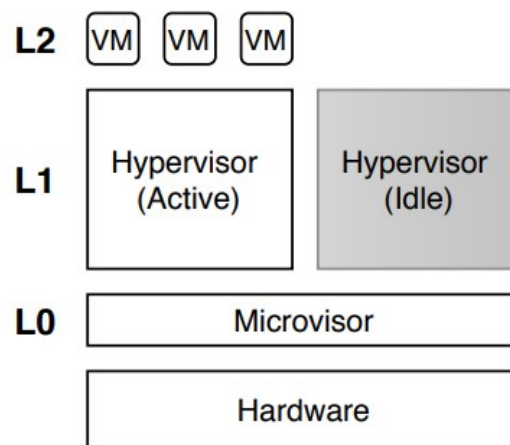 L2 VM VM VM
L1
Hypervisor
(Active)
Hypervisor
(Idle)
L0 Microvisor
Hardware